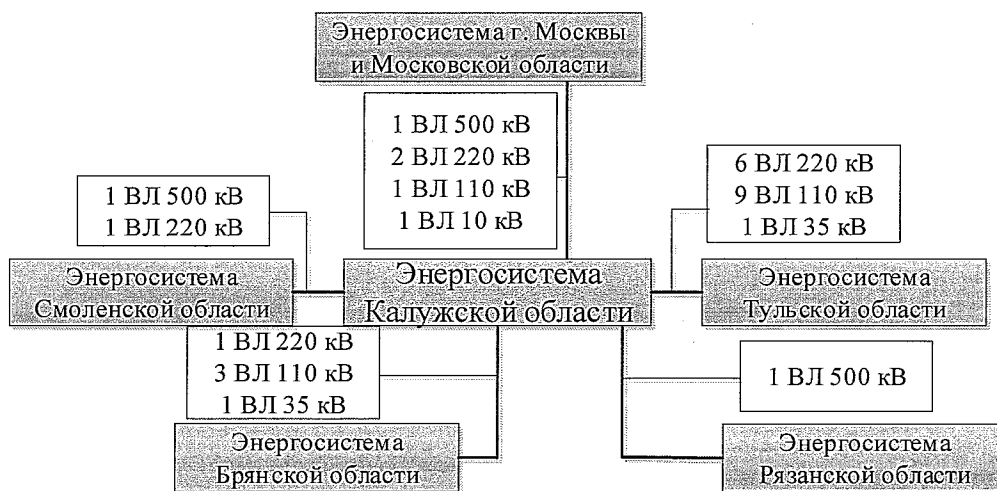 Энергосистема г. Москвы
и Московской области
1 ВЛ 500 кВ
2 ВЛ 220 кВ
1 ВЛ 110 кВ
1 ВЛ 10 кВ
6 ВЛ 220 кВ
9 ВЛ 110 кВ
1 ВЛ 35 кВ
1 ВЛ 500 кВ
1 ВЛ 220 кВ
Энергосистема
Смоленской области
Энергосистема
Калужской области
Энергосистема
Тульской области
1 ВЛ 220 кВ
3 ВЛ 110 кВ
1 ВЛ 35 кВ
1 ВЛ 500 кВ
Энергосистема
Брянской области
Энергосистема
Рязанской области